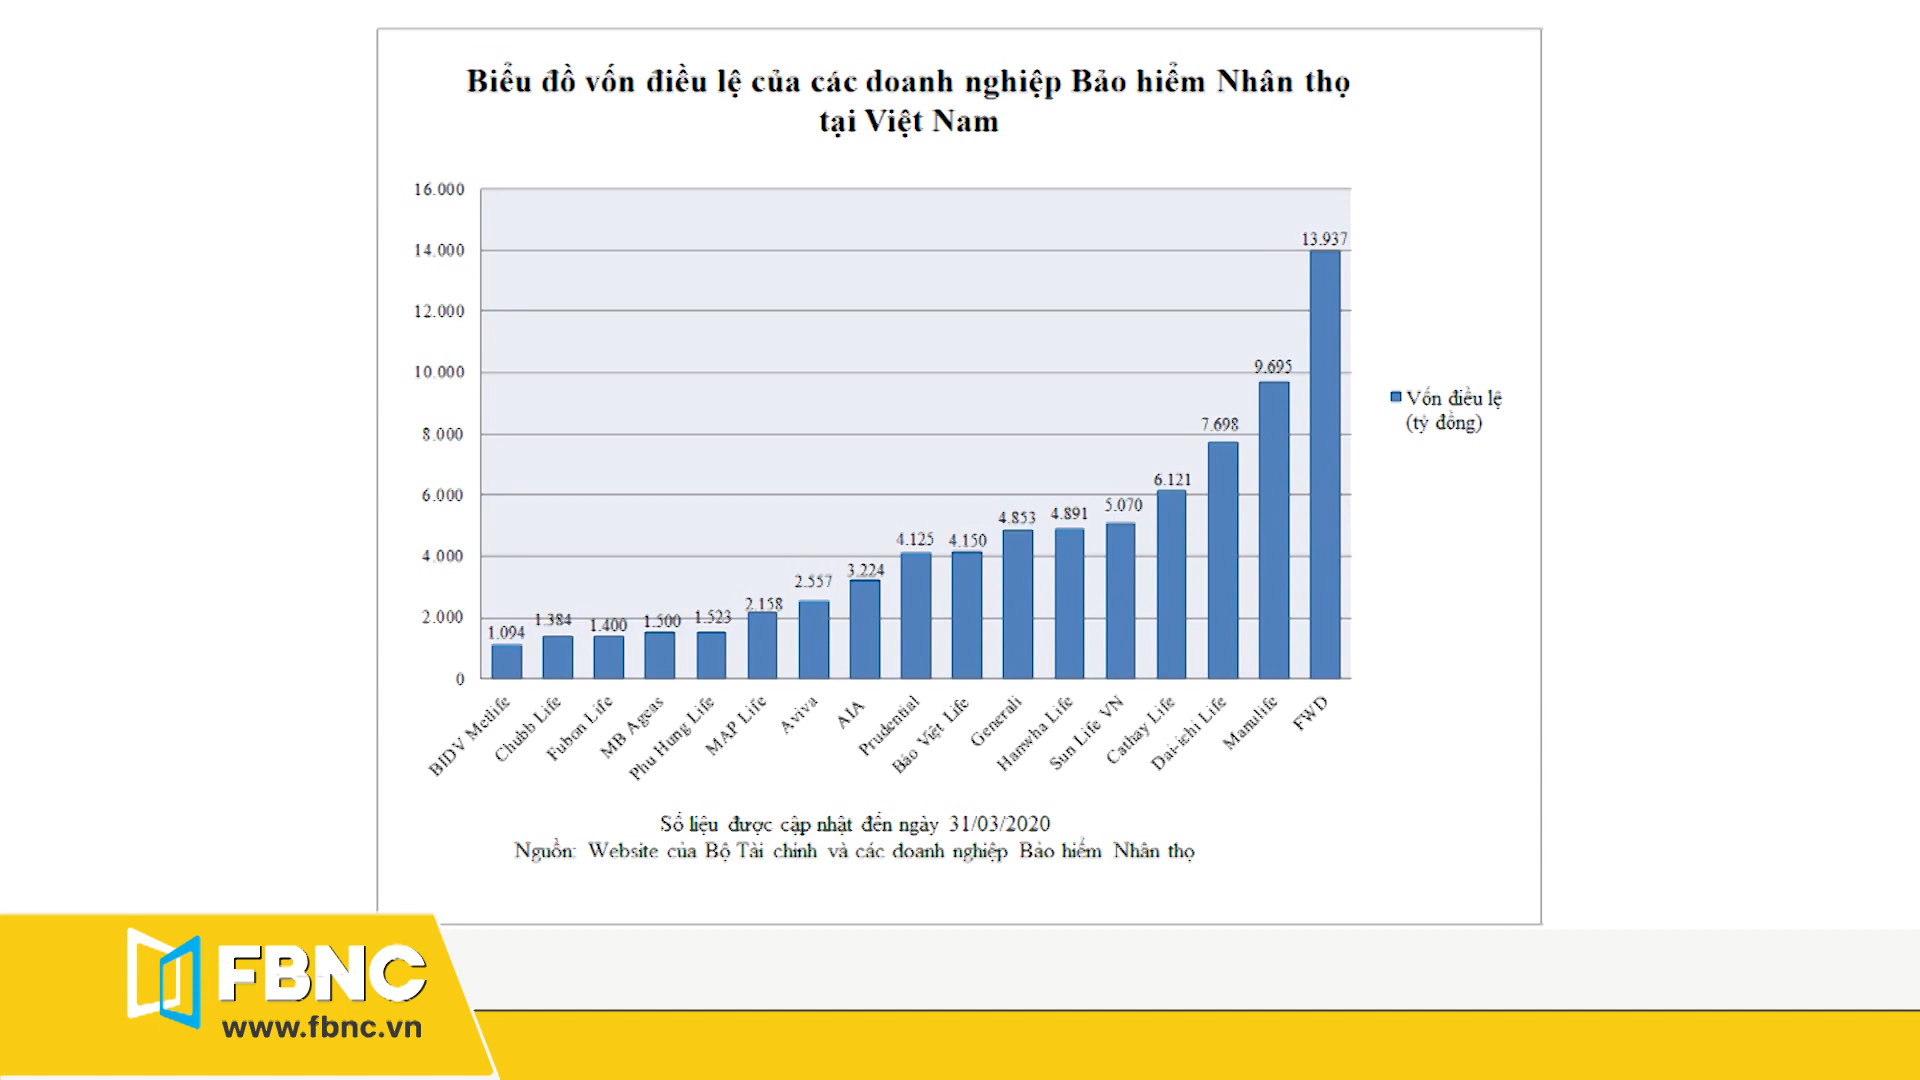 Biểu đồ vốn điều lệ của các doanh nghiệp Bảo hiểm Nhân thọ
tại Việt Nam
16.000
14.000
12.000
10.000
8.000
6.000
4.000
2.000
0
1.094
1.384
1.400
1.500
1.523
2.158
2.557
3.224
4.125
4.150
4.853
4.891
5.070
6.121
7.698
9.695
13.937
BIDV Metlife
Chubb Life
Fubon Life
MB Ageas
Phu Hung Life
MAP Life
Aviva
AIA
Prudential
Bảo Việt Life
Generali
Hanwha Life
Sun Life VN
Cathay Life
Dai-ichi Life
Manulife
FWD
Vốn điều lệ
(tỷ đồng)
Số liệu được cập nhật đến ngày 31/03/2020
Nguồn: Website của Bộ Tài chính và các doanh nghiệp Bảo hiểm Nhân thọ
FBNC
www.fbnc.vn